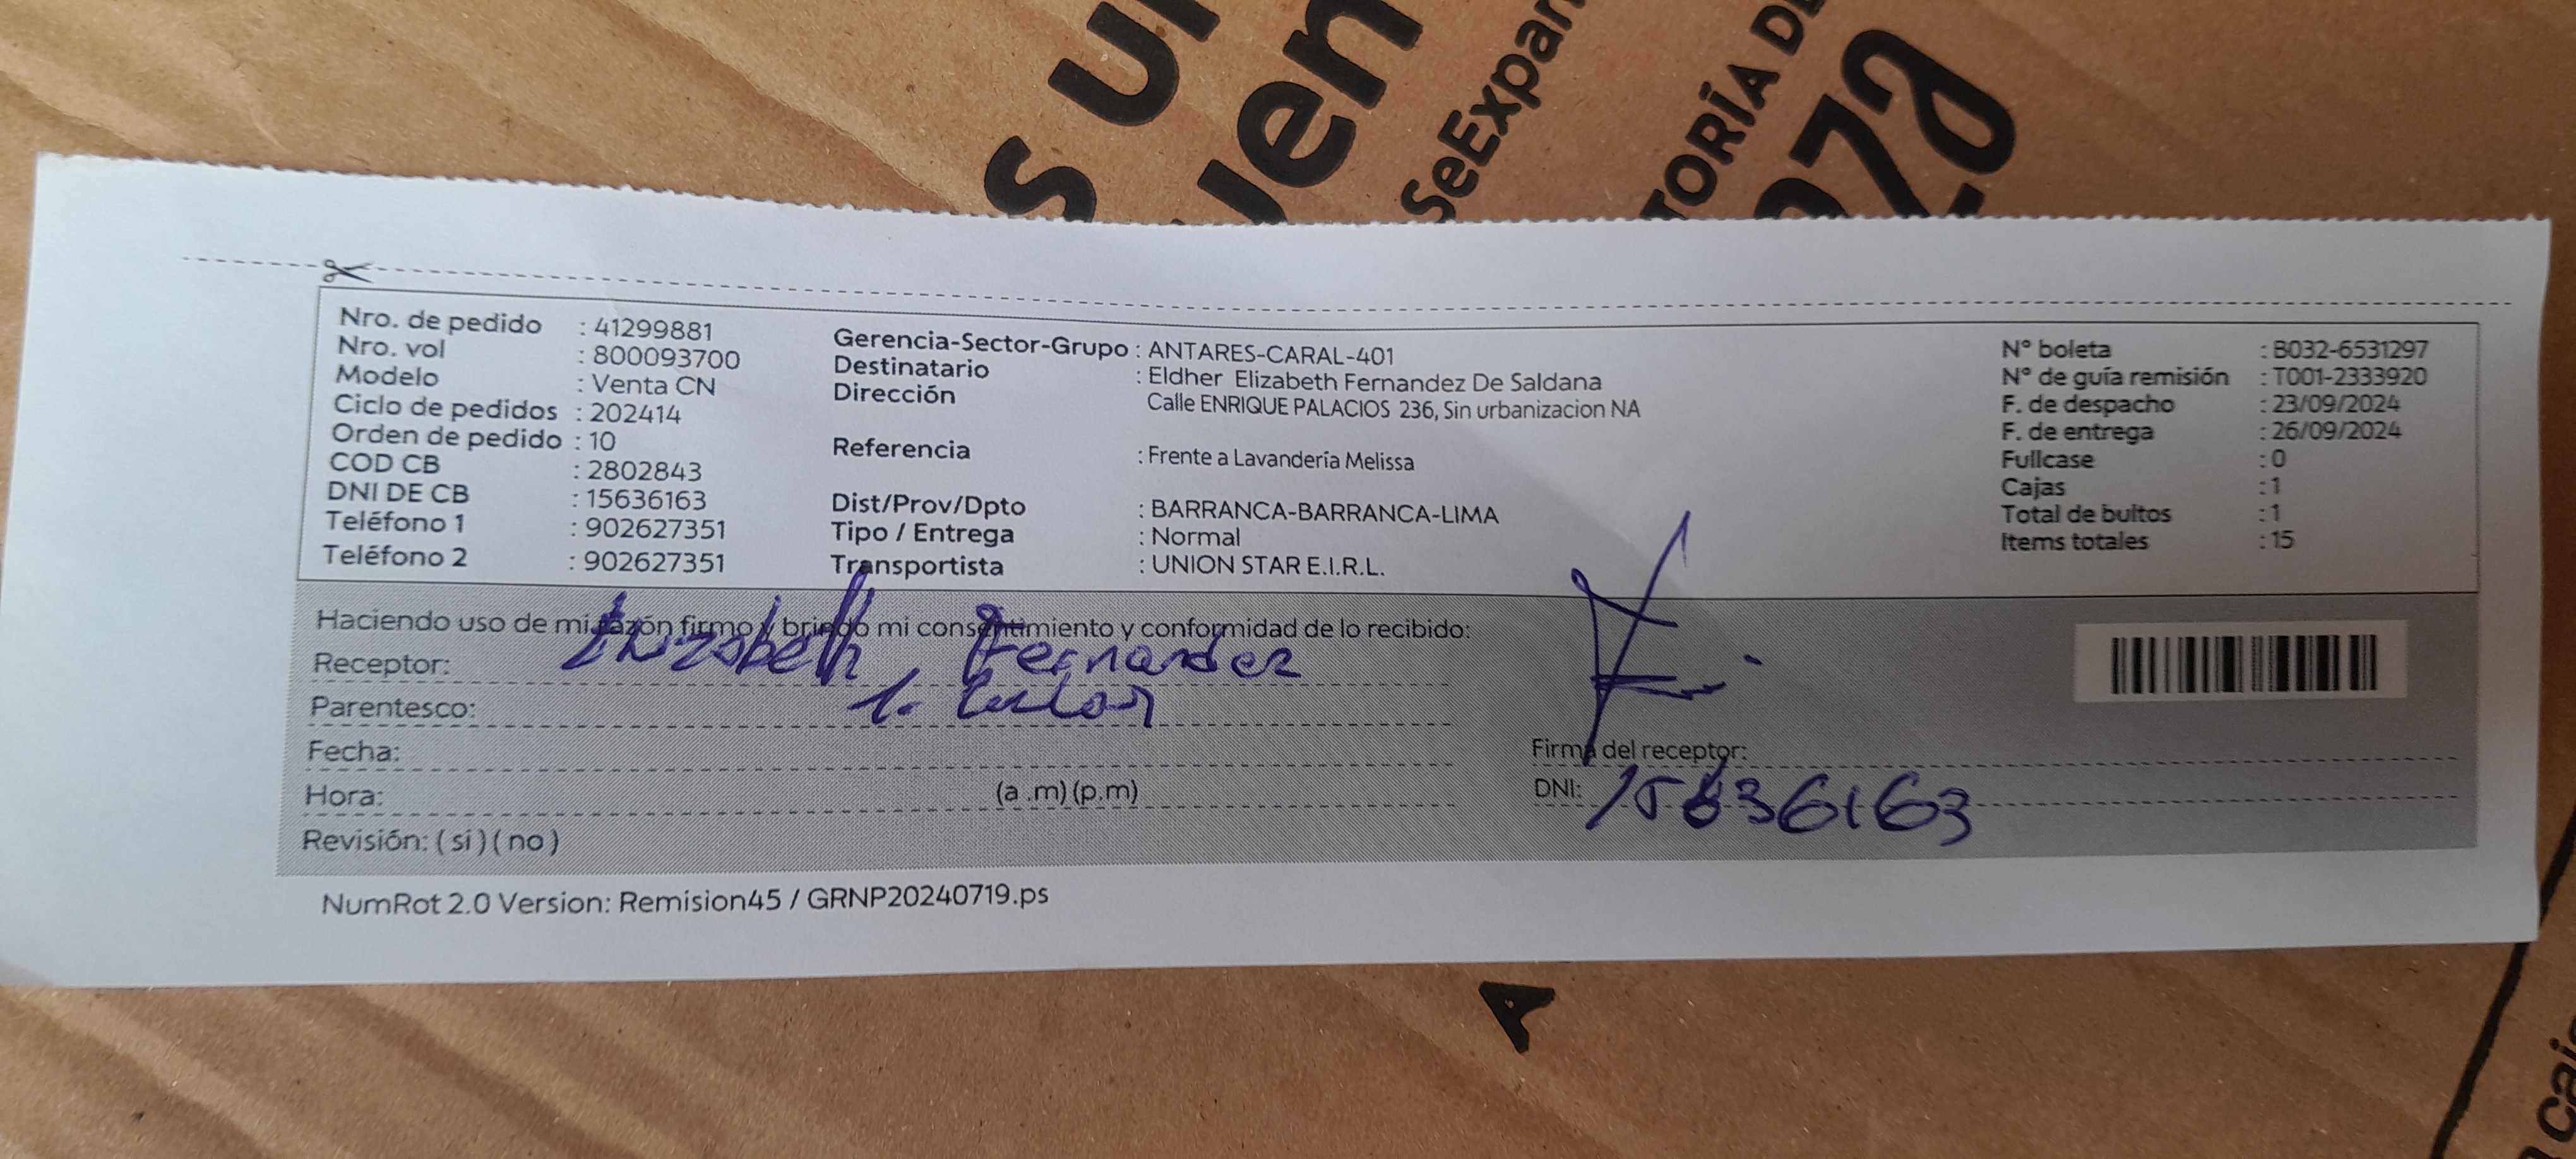 s un
uen
SeExpan
TORÍA DE
Nro. de pedido : 41299881
Nro. vol : 800093700
Modelo : Venta CN
Ciclo de pedidos : 202414
Orden de pedido : 10
COD CB : 2802843
DNI DE CB : 15636163
Teléfono 1 : 902627351
Teléfono 2 : 902627351
Gerencia-Sector-Grupo : ANTARES-CARAL-401
Destinatario : Eldher Elizabeth Fernandez De Saldana
Dirección Calle ENRIQUE PALACIOS 236, Sin urbanizacion NA
Referencia : Frente a Lavandería Melissa
Dist/Prov/Dpto : BARRANCA-BARRANCA-LIMA
Tipo / Entrega : Normal
Transportista : UNION STAR E.I.R.L.
N° boleta : B032-6531297
N° de guía remisión : T001-2333920
F. de despacho : 23/09/2024
F. de entrega : 26/09/2024
Fullcase : 0
Cajas : 1
Total de bultos : 1
Items totales : 15
Haciendo uso de mi razón firmo y brindo mi consentimiento y conformidad de lo recibido:
Receptor: Elizabeth Fernandez
Parentesco:
Fecha:
Hora: (a .m) (p.m)
Revisión: ( si ) ( no )
Firma del receptor:
DNI: 15636163
NumRot 2.0 Version: Remision45 / GRNP20240719.ps
A